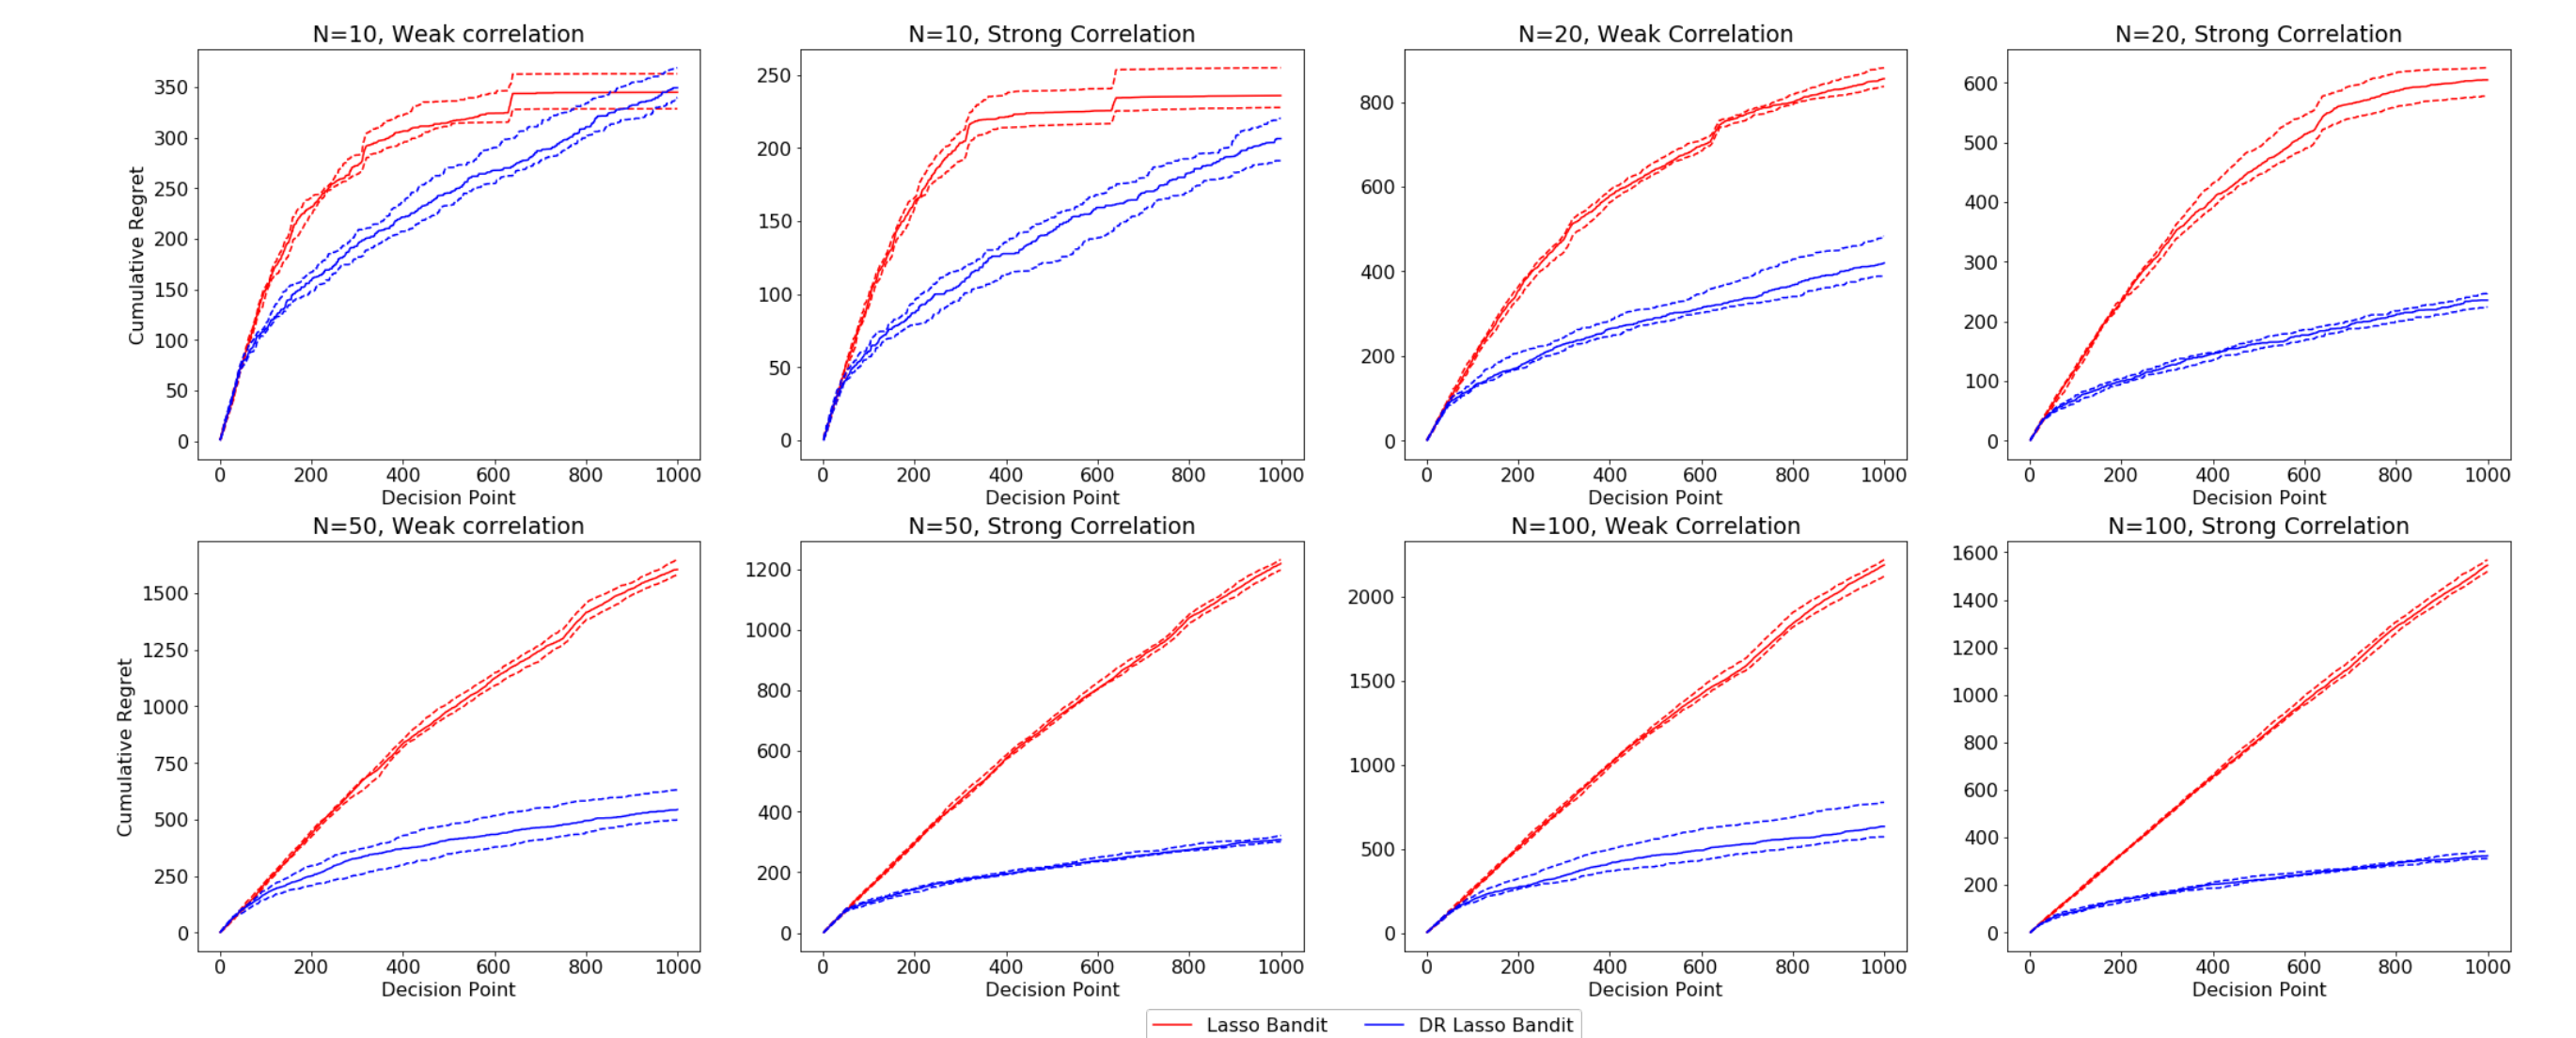 N=10, Weak correlation
Cumulative Regret
350
300
250
200
150
100
50
0
0 200 400 600 800 1000
Decision Point
N=10, Strong Correlation
250
200
150
100
50
0
0 200 400 600 800 1000
Decision Point
N=20, Weak Correlation
800
600
400
200
0
0 200 400 600 800 1000
Decision Point
N=20, Strong Correlation
600
500
400
300
200
100
0
0 200 400 600 800 1000
Decision Point
N=50, Weak correlation
Cumulative Regret
1500
1250
1000
750
500
250
0
0 200 400 600 800 1000
Decision Point
N=50, Strong Correlation
1200
1000
800
600
400
200
0
0 200 400 600 800 1000
Decision Point
N=100, Weak Correlation
2000
1500
1000
500
0
0 200 400 600 800 1000
Decision Point
N=100, Strong Correlation
1600
1400
1200
1000
800
600
400
200
0
0 200 400 600 800 1000
Decision Point
Lasso Bandit DR Lasso Bandit